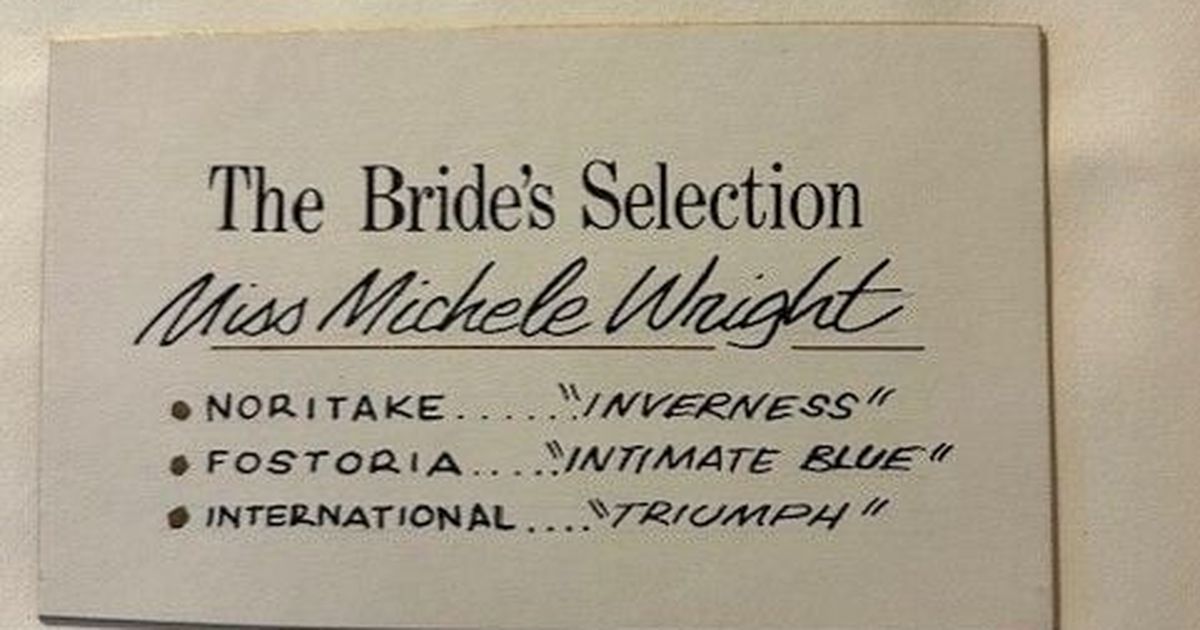 The Bride's Selection
Miss Michele Wright
• NORITAKE......"INVERNESS"
• FOSTORIA....."INTIMATE BLUE"
• INTERNATIONAL...."TRIUMPH"